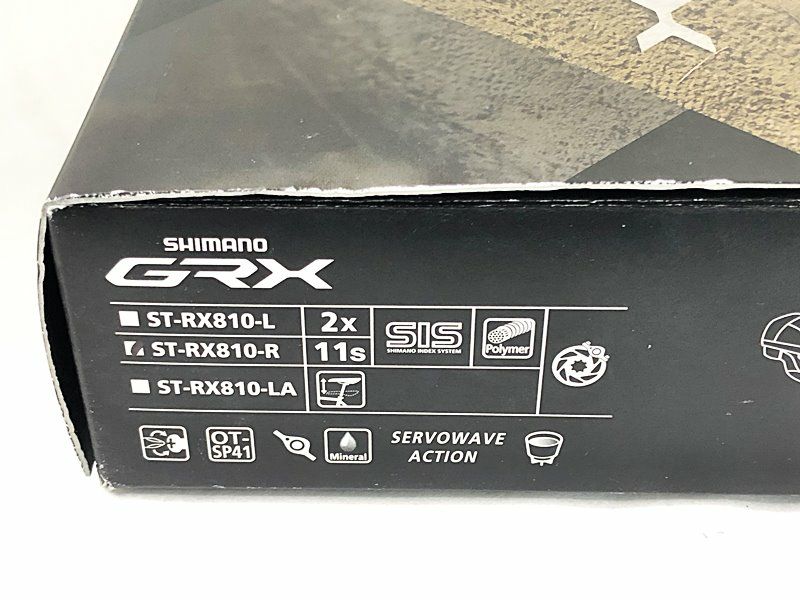 SHIMANO
GRX
ST-RX810-L 2x
ST-RX810-R 11s
SIS
SHIMANO INDEX SYSTEM
Polymer
ST-RX810-LA
OT-
SP41
Mineral
SERVOWAVE
ACTION